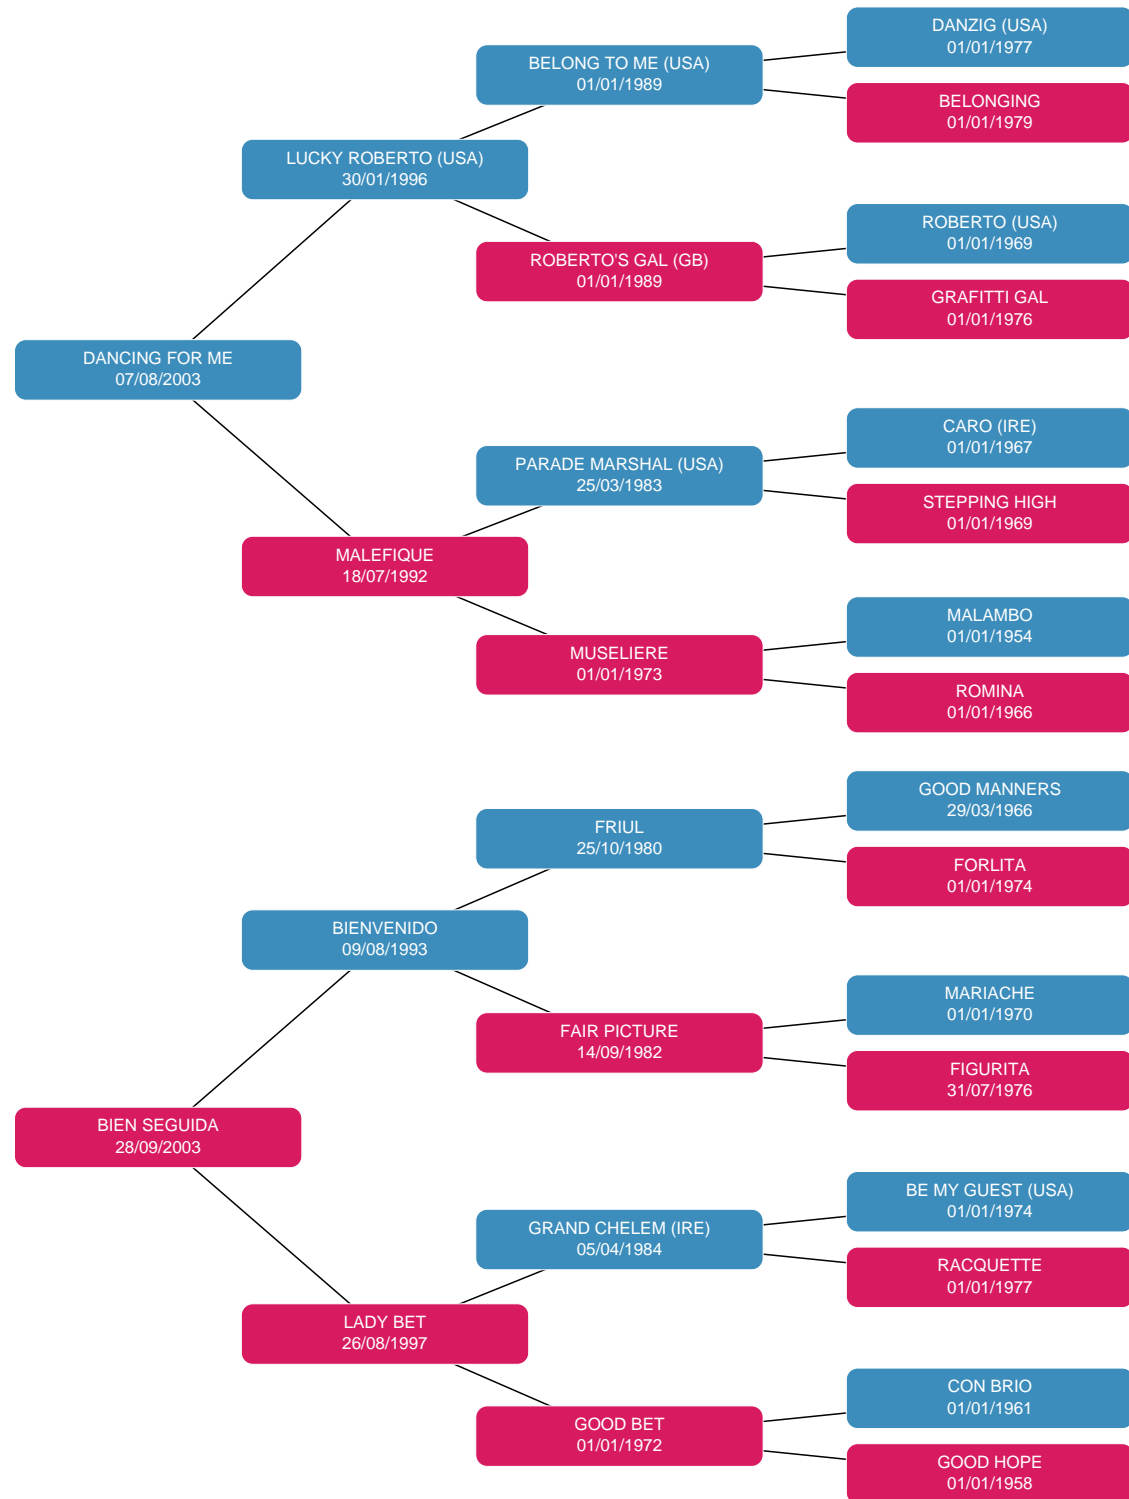 DANZIG (USA)
01/01/1977
BELONG TO ME (USA)
01/01/1989
BELONGING
01/01/1979
LUCKY ROBERTO (USA)
30/01/1996
ROBERTO (USA)
01/01/1969
ROBERTO'S GAL (GB)
01/01/1989
GRAFITTI GAL
01/01/1976
DANCING FOR ME
07/08/2003
CARO (IRE)
01/01/1967
PARADE MARSHAL (USA)
25/03/1983
STEPPING HIGH
01/01/1969
MALEFIQUE
18/07/1992
MALAMBO
01/01/1954
MUSELIERE
01/01/1973
ROMINA
01/01/1966
GOOD MANNERS
29/03/1966
FRIUL
25/10/1980
FORLITA
01/01/1974
BIENVENIDO
09/08/1993
MARIACHE
01/01/1970
FAIR PICTURE
14/09/1982
FIGURITA
31/07/1976
BIEN SEGUIDA
28/09/2003
BE MY GUEST (USA)
01/01/1974
GRAND CHELEM (IRE)
05/04/1984
RACQUETTE
01/01/1977
LADY BET
26/08/1997
CON BRIO
01/01/1961
GOOD BET
01/01/1972
GOOD HOPE
01/01/1958